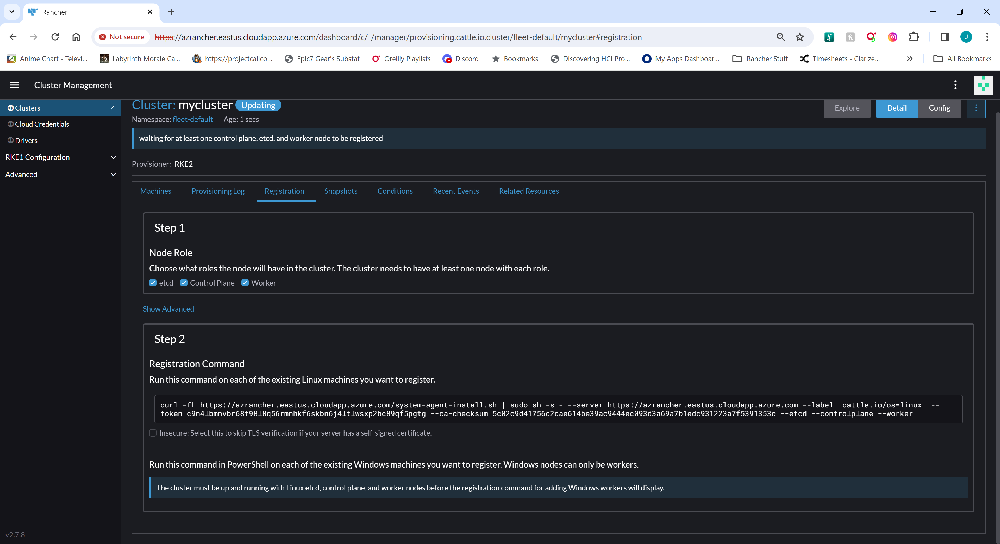 Rancher
Not secure
https://azrancher.eastus.cloudapp.azure.com/dashboard/c/_/manager/provisioning.cattle.io.cluster/fleet-default/mycluster#registration
J
Anime Chart - Televi...
Labyrinth Morale Ca...
https://projectcalico...
Epic7 Gear's Substat
Oreilly Playlists
Discord
Bookmarks
Discovering HCI Pro...
My Apps Dashboar...
Rancher Stuff
Timesheets - Clarize...
All Bookmarks
Cluster Management
Clusters 4
Cloud Credentials
Drivers
RKE1 Configuration
Advanced
v2.7.8
Cluster: mycluster Updating
Explore Detail Config
Namespace: fleet-default Age: 1 secs
waiting for at least one control plane, etcd, and worker node to be registered
Provisioner: RKE2
Machines Provisioning Log Registration Snapshots Conditions Recent Events Related Resources
Step 1
Node Role
Choose what roles the node will have in the cluster. The cluster needs to have at least one node with each role.
etcd Control Plane Worker
Show Advanced
Step 2
Registration Command
Run this command on each of the existing Linux machines you want to register.
curl -fL https://azrancher.eastus.cloudapp.azure.com/system-agent-install.sh | sudo sh -s - --server https://azrancher.eastus.cloudapp.azure.com --label 'cattle.io/os=linux' --
token c9n4lbmnvbr68t98l8q56rmnhkf6skbn6j4ltlwsxp2bc89qf5pgtg --ca-checksum 5c02c9d41756c2cae614be39ac9444ec093d3a69a7b1edc931223a7f5391353c --etcd --controlplane --worker
Insecure: Select this to skip TLS verification if your server has a self-signed certificate.
Run this command in PowerShell on each of the existing Windows machines you want to register. Windows nodes can only be workers.
The cluster must be up and running with Linux etcd, control plane, and worker nodes before the registration command for adding Windows workers will display.